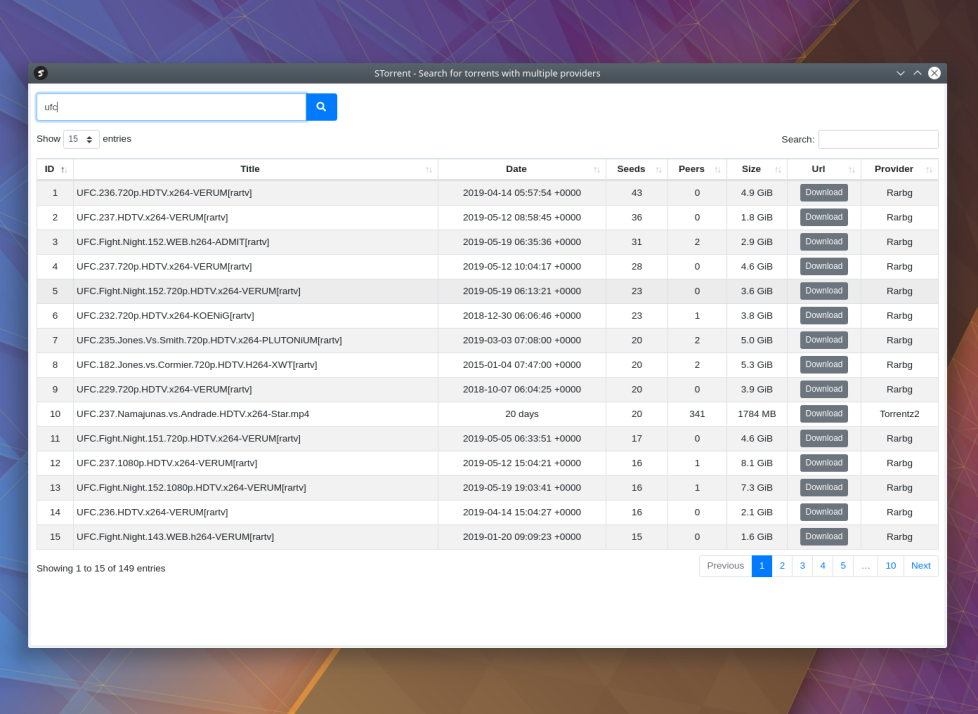 STorrent - Search for torrents with multiple providers
ufc
Show 15 entries Search:
ID Title Date Seeds Peers Size Url Provider
1 UFC.236.720p.HDTV.x264-VERUM[rartv] 2019-04-14 05:57:54 +0000 43 0 4.9 GiB Download Rarbg
2 UFC.237.HDTV.x264-VERUM[rartv] 2019-05-12 08:58:45 +0000 36 0 1.8 GiB Download Rarbg
3 UFC.Fight.Night.152.WEB.h264-ADMIT[rartv] 2019-05-19 06:35:36 +0000 31 2 2.9 GiB Download Rarbg
4 UFC.237.720p.HDTV.x264-VERUM[rartv] 2019-05-12 10:04:17 +0000 28 0 4.6 GiB Download Rarbg
5 UFC.Fight.Night.152.720p.HDTV.x264-VERUM[rartv] 2019-05-19 06:13:21 +0000 23 0 3.6 GiB Download Rarbg
6 UFC.232.720p.HDTV.x264-KOENiG[rartv] 2018-12-30 06:06:46 +0000 23 1 3.8 GiB Download Rarbg
7 UFC.235.Jones.Vs.Smith.720p.HDTV.x264-PLUTONiUM[rartv] 2019-03-03 07:08:00 +0000 20 2 5.0 GiB Download Rarbg
8 UFC.182.Jones.vs.Cormier.720p.HDTV.H264-XWT[rartv] 2015-01-04 07:47:00 +0000 20 2 5.3 GiB Download Rarbg
9 UFC.229.720p.HDTV.x264-VERUM[rartv] 2018-10-07 06:04:25 +0000 20 0 3.9 GiB Download Rarbg
10 UFC.237.Namajunas.vs.Andrade.HDTV.x264-Star.mp4 20 days 20 341 1784 MB Download Torrentz2
11 UFC.Fight.Night.151.720p.HDTV.x264-VERUM[rartv] 2019-05-05 06:33:51 +0000 17 0 4.6 GiB Download Rarbg
12 UFC.237.1080p.HDTV.x264-VERUM[rartv] 2019-05-12 15:04:21 +0000 16 1 8.1 GiB Download Rarbg
13 UFC.Fight.Night.152.1080p.HDTV.x264-VERUM[rartv] 2019-05-19 19:03:41 +0000 16 1 7.3 GiB Download Rarbg
14 UFC.236.HDTV.x264-VERUM[rartv] 2019-04-14 15:04:27 +0000 16 0 2.1 GiB Download Rarbg
15 UFC.Fight.Night.143.WEB.h264-VERUM[rartv] 2019-01-20 09:09:23 +0000 15 0 1.6 GiB Download Rarbg
Showing 1 to 15 of 149 entries Previous 1 2 3 4 5 ... 10 Next